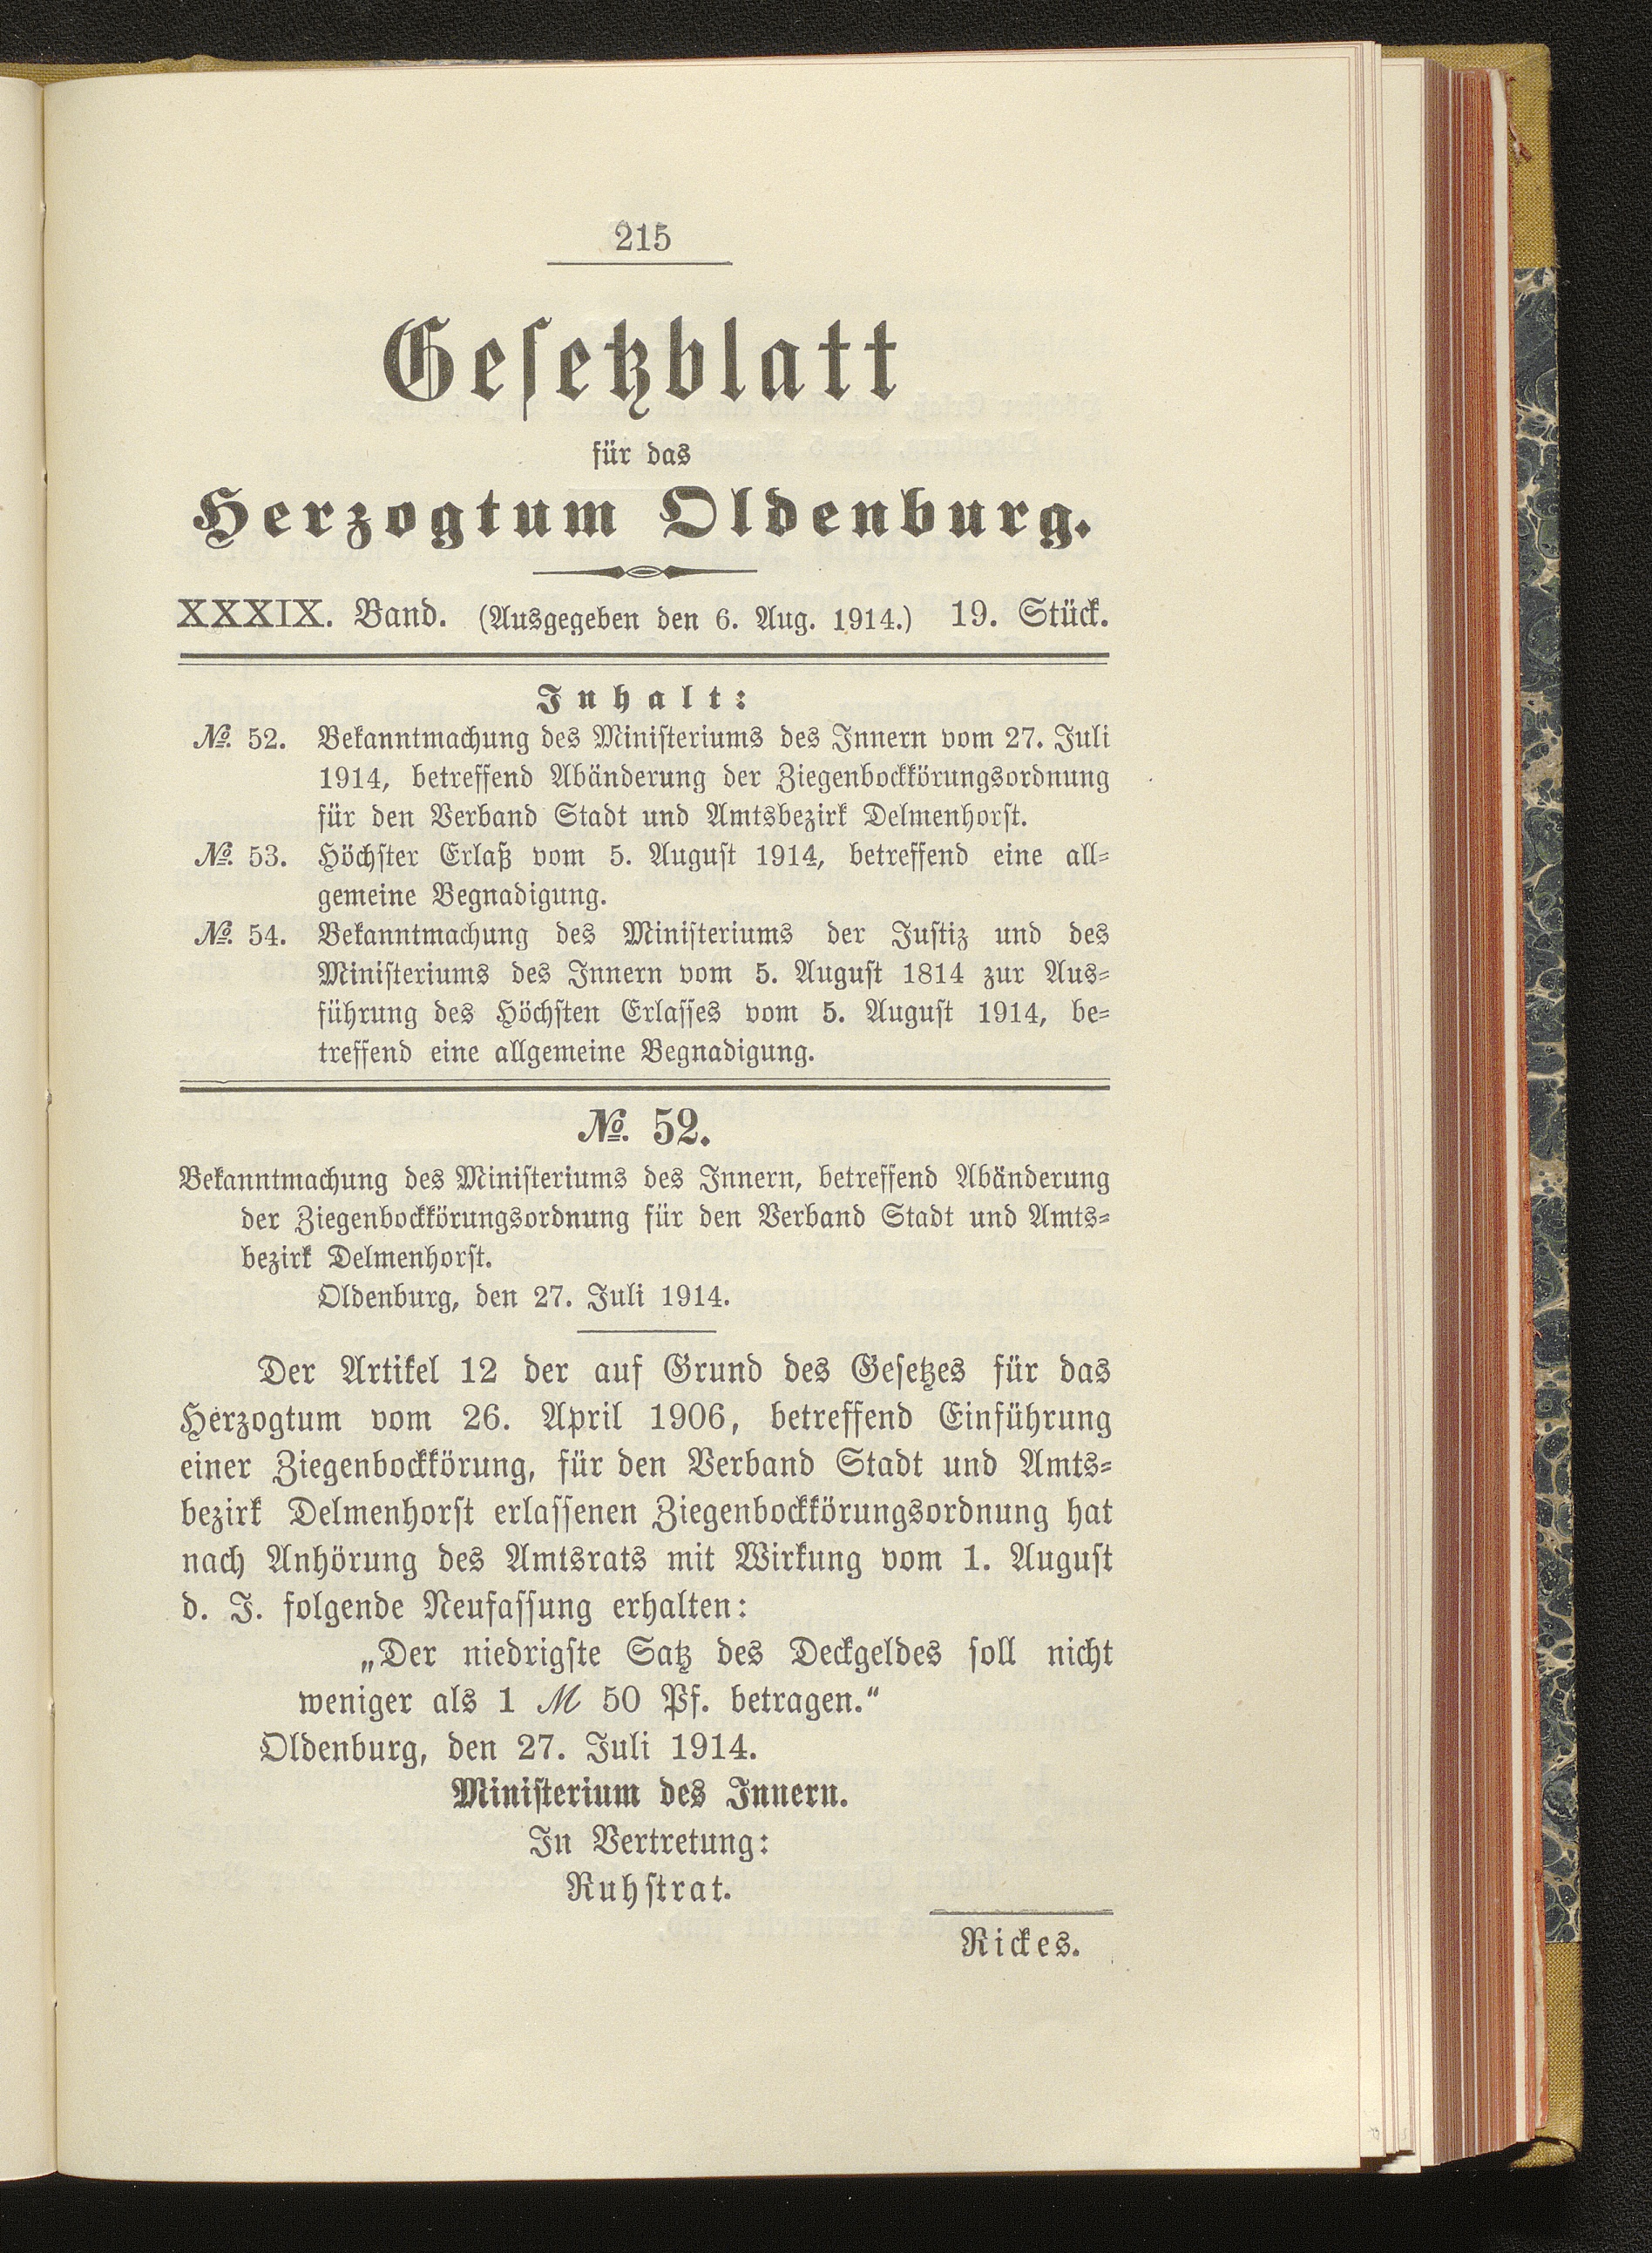 215
Gesetzblatt
für das
Herzogtum Oldenburg.
XXXIX. Band. (Ausgegeben den 6. Aug. 1914.) 19. Stück.
Inhalt:
№. 52. Bekanntmachung des Ministeriums des Innern vom 27. Juli
1914, betreffend Abänderung der Ziegenbockkörungsordnung
für den Verband Stadt und Amtsbezirk Delmenhorst.
№. 53. Höchster Erlaß vom 5. August 1914, betreffend eine all-
gemeine Begnadigung.
№. 54. Bekanntmachung des Ministeriums der Justiz und des
Ministeriums des Innern vom 5. August 1814 zur Aus-
führung des Höchsten Erlasses vom 5. August 1914, be-
treffend eine allgemeine Begnadigung.
№. 52.
Bekanntmachung des Ministeriums des Innern, betreffend Abänderung
der Ziegenbockkörungsordnung für den Verband Stadt und Amts-
bezirk Delmenhorst.
Oldenburg, den 27. Juli 1914.
Der Artikel 12 der auf Grund des Gesetzes für das
Herzogtum vom 26. April 1906, betreffend Einführung
einer Ziegenbockkörung, für den Verband Stadt und Amts-
bezirk Delmenhorst erlassenen Ziegenbockkörungsordnung hat
nach Anhörung des Amtsrats mit Wirkung vom 1. August
d. J. folgende Neufassung erhalten:
„Der niedrigste Satz des Deckgeldes soll nicht
weniger als 1 ℳ 50 Pf. betragen.“
Oldenburg, den 27. Juli 1914.
Ministerium des Innern.
In Vertretung:
Ruhstrat.
Rickes.